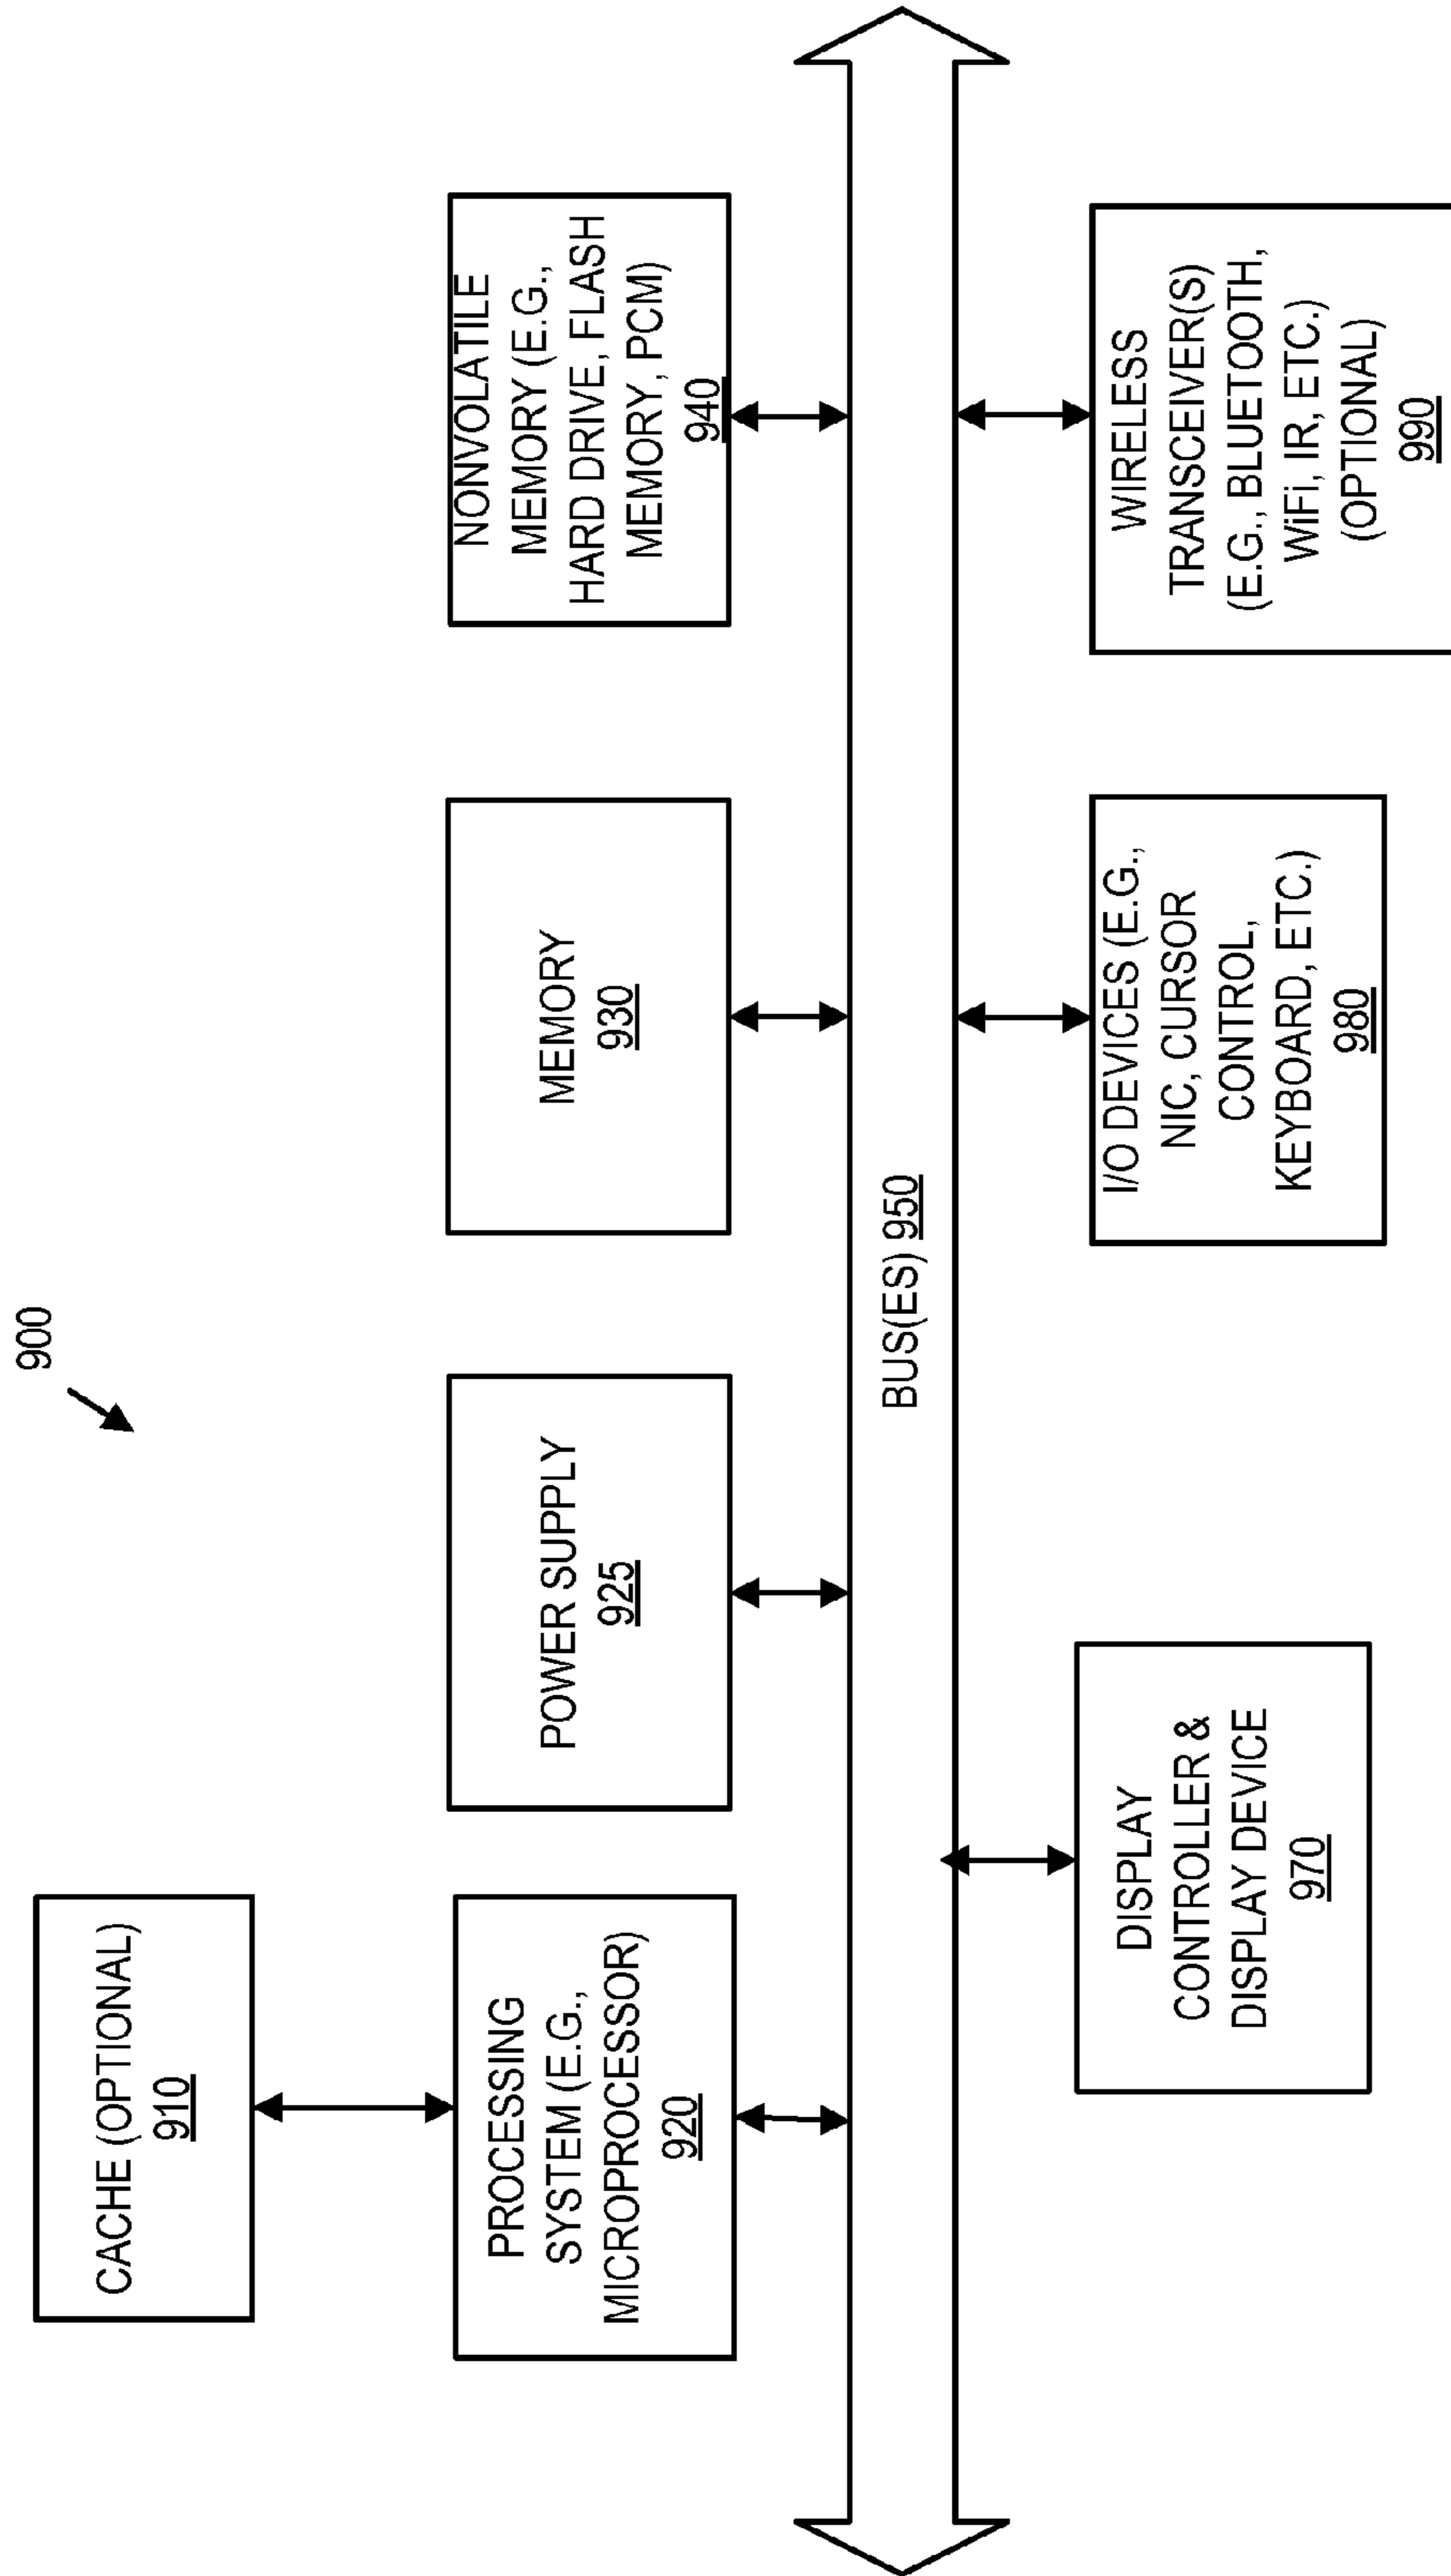 900
CACHE (OPTIONAL)
910
PROCESSING
SYSTEM (E.G.,
MICROPROCESSOR)
920
POWER SUPPLY
925
MEMORY
930
NONVOLATILE
MEMORY (E.G.,
HARD DRIVE, FLASH
MEMORY, PCM)
940
BUS(ES) 950
DISPLAY
CONTROLLER &
DISPLAY DEVICE
970
I/O DEVICES (E.G.,
NIC, CURSOR
CONTROL,
KEYBOARD, ETC.)
980
WIRELESS
TRANSCEIVER(S)
(E.G., BLUETOOTH,
WiFi, IR, ETC.)
(OPTIONAL)
990